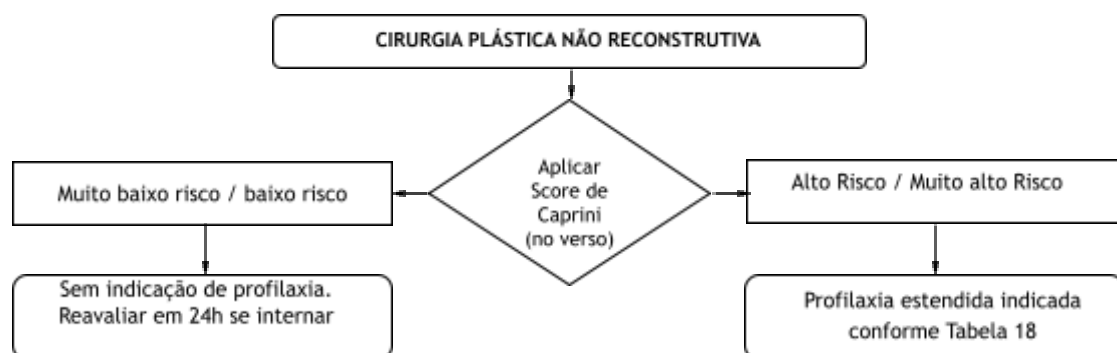 CIRURGIA PLÁSTICA NÃO RECONSTRUTIVA
Aplicar
Score de
Caprini
(no verso)
Muito baixo risco / baixo risco
Alto Risco / Muito alto Risco
Sem indicação de profilaxia.
Reavaliar em 24h se internar
Profilaxia estendida indicada
conforme Tabela 18